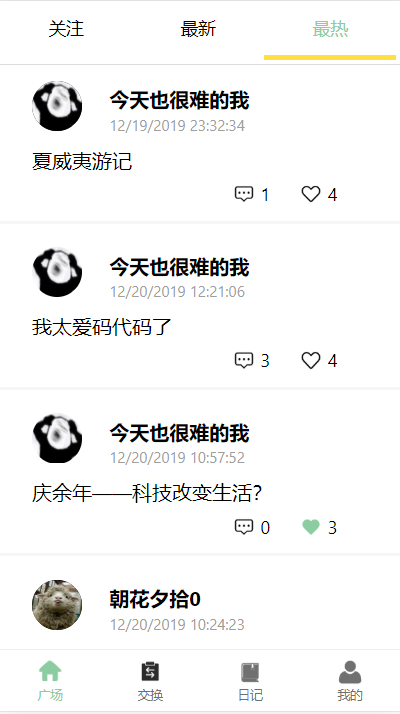 关注 最新 最热
今天也很难的我
12/19/2019 23:32:34
夏威夷游记
1 4
今天也很难的我
12/20/2019 12:21:06
我太爱码代码了
3 4
今天也很难的我
12/20/2019 10:57:52
庆余年——科技改变生活?
0 3
朝花夕拾0
12/20/2019 10:24:23
广场 交换 日记 我的